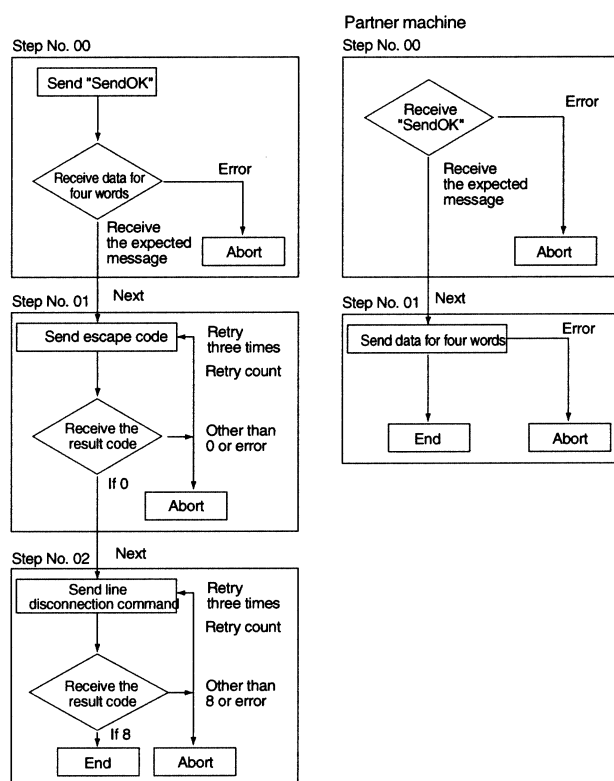 Step No. 00
Send "SendOK"
Receive data for
four words
Error
Receive
the expected
message
Abort
Next
Step No. 01
Send escape code
Retry
three times
Retry count
Receive the
result code
Other than
0 or error
If 0
Abort
Next
Step No. 02
Send line
disconnection command
Retry
three times
Retry count
Receive the
result code
Other than
8 or error
If 8
End
Abort
Partner machine
Step No. 00
Receive
"SendOK"
Error
Receive
the expected
message
Abort
Next
Step No. 01
Send data for four words
Error
End
Abort